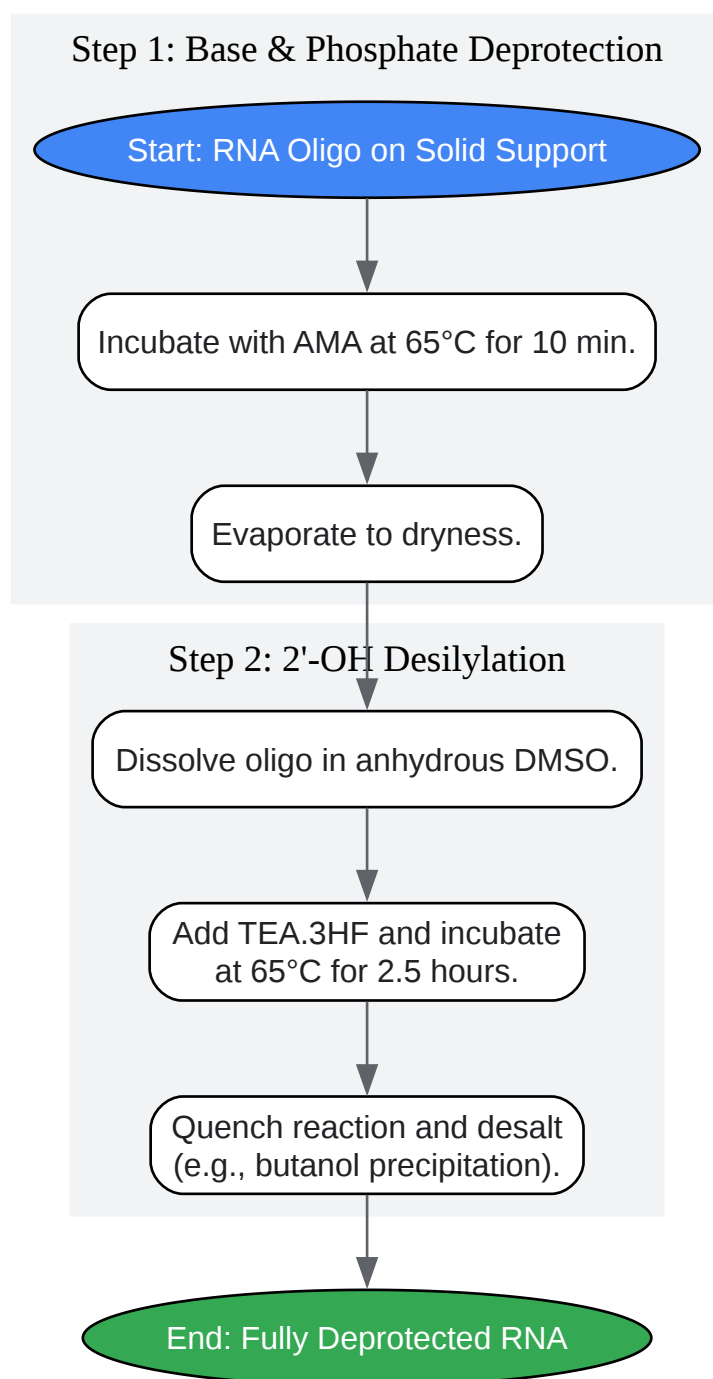 Step 1: Base & Phosphate Deprotection
Start: RNA Oligo on Solid Support
Incubate with AMA at 65°C for 10 min.
Evaporate to dryness.
Step 2: 2'-OH Desilylation
Dissolve oligo in anhydrous DMSO.
Add TEA.3HF and incubate
at 65°C for 2.5 hours.
Quench reaction and desalt
(e.g., butanol precipitation).
End: Fully Deprotected RNA